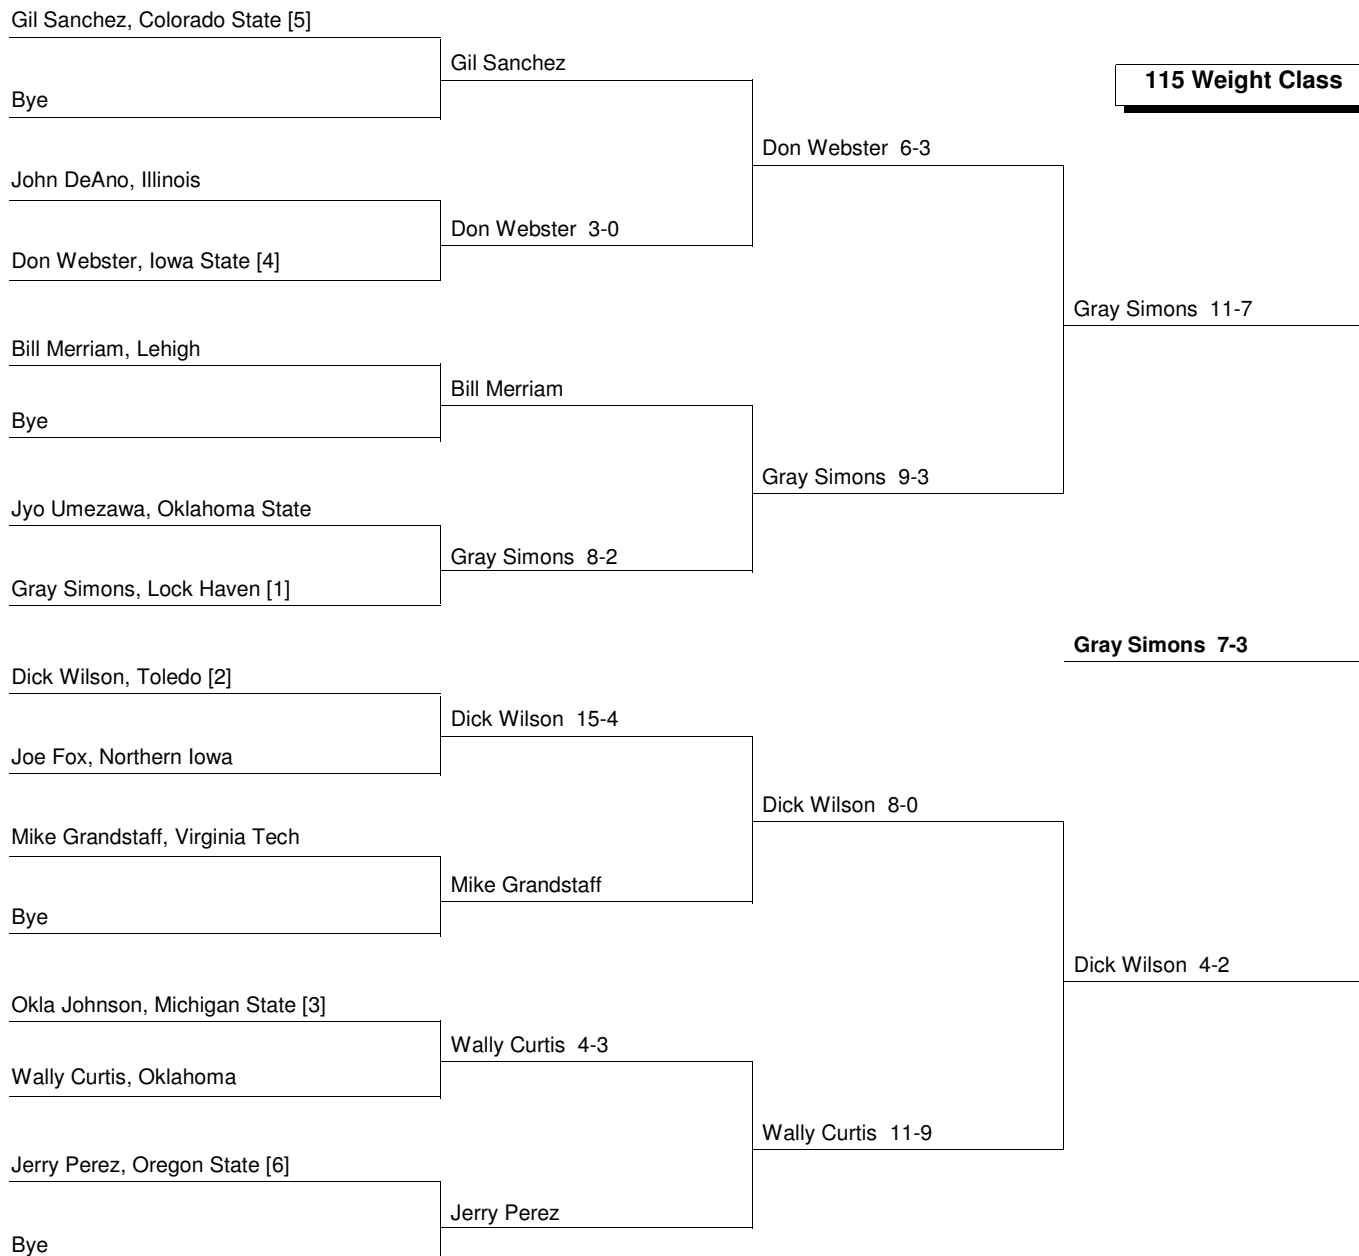 Gil Sanchez, Colorado State [5]
Gil Sanchez
115 Weight Class
Bye
Don Webster 6-3
John DeAno, Illinois
Don Webster 3-0
Don Webster, Iowa State [4]
Gray Simons 11-7
Bill Merriam, Lehigh
Bill Merriam
Bye
Gray Simons 9-3
Jyo Umezawa, Oklahoma State
Gray Simons 8-2
Gray Simons, Lock Haven [1]
Gray Simons 7-3
Dick Wilson, Toledo [2]
Dick Wilson 15-4
Joe Fox, Northern Iowa
Dick Wilson 8-0
Mike Grandstaff, Virginia Tech
Mike Grandstaff
Bye
Dick Wilson 4-2
Okla Johnson, Michigan State [3]
Wally Curtis 4-3
Wally Curtis, Oklahoma
Wally Curtis 11-9
Jerry Perez, Oregon State [6]
Jerry Perez
Bye